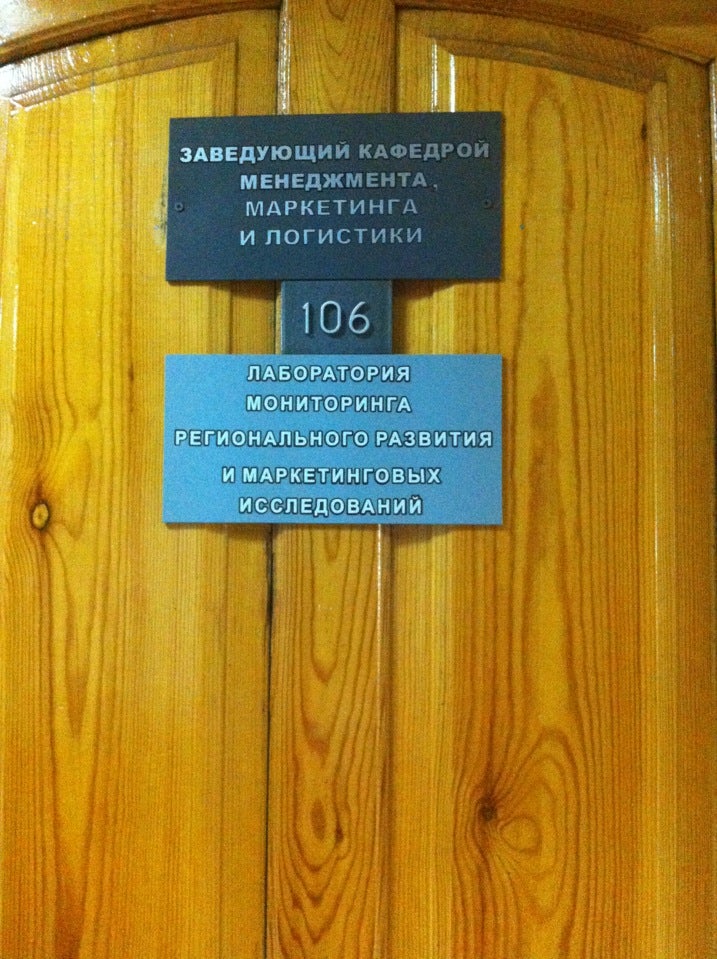 ЗАВЕДУЮЩИЙ КАФЕДРОЙ
МЕНЕДЖМЕНТА,
МАРКЕТИНГА
И ЛОГИСТИКИ
106
ЛАБОРАТОРИЯ
МОНИТОРИНГА
РЕГИОНАЛЬНОГО РАЗВИТИЯ
И МАРКЕТИНГОВЫХ
ИССЛЕДОВАНИЙ